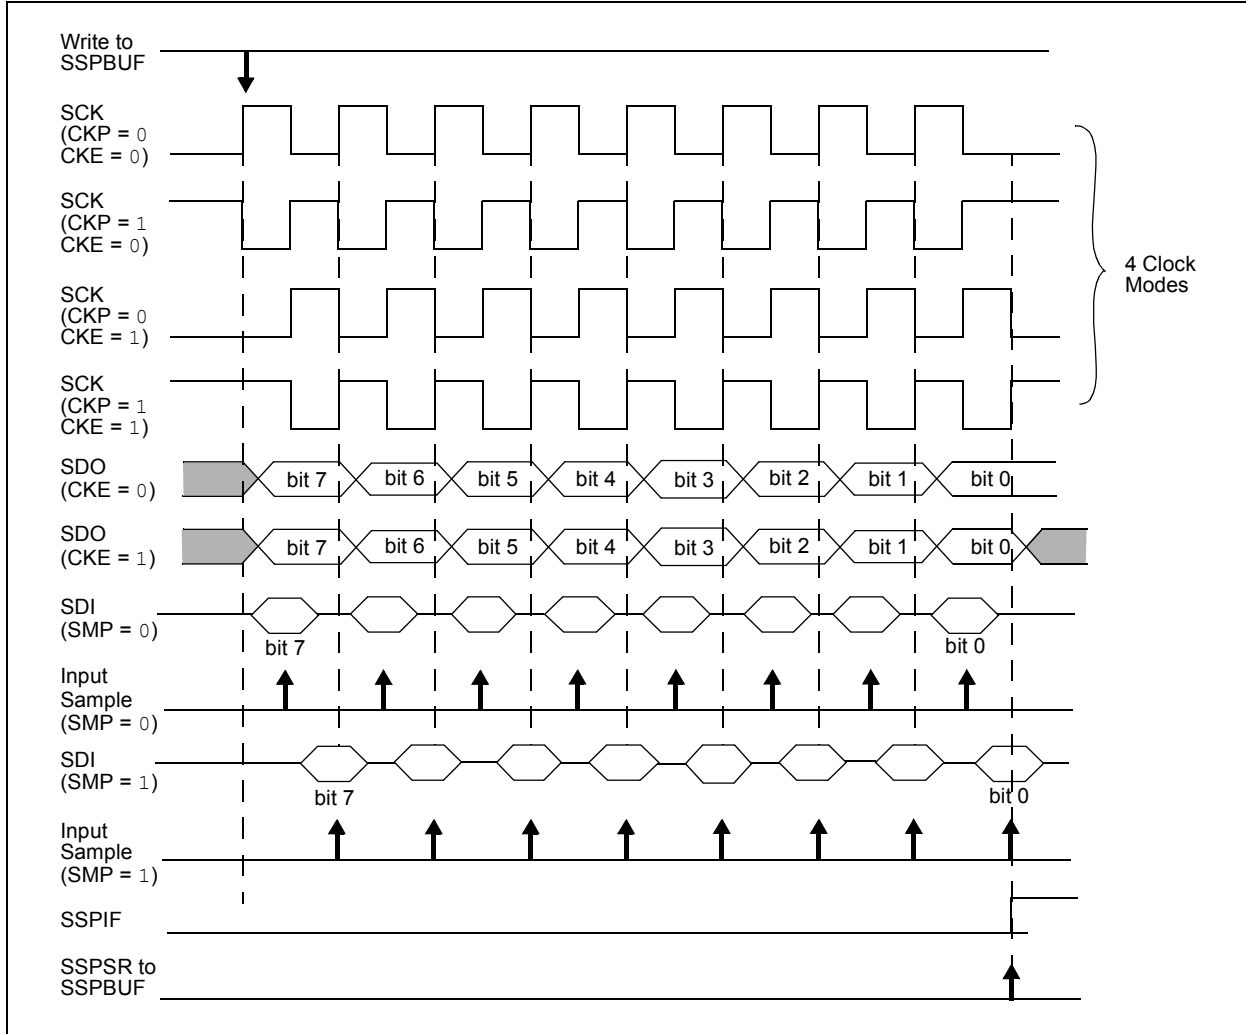 Write to
SSPBUF
SCK
(CKP = 0
CKE = 0)
SCK
(CKP = 1
CKE = 0)
4 Clock
Modes
SCK
(CKP = 0
CKE = 1)
SCK
(CKP = 1
CKE = 1)
SDO
(CKE = 0)
bit 7 bit 6 bit 5 bit 4 bit 3 bit 2 bit 1 bit 0
SDO
(CKE = 1)
bit 7 bit 6 bit 5 bit 4 bit 3 bit 2 bit 1 bit 0
SDI
(SMP = 0)
bit 7 bit 0
Input
Sample
(SMP = 0)
SDI
(SMP = 1)
bit 7 bit 0
Input
Sample
(SMP = 1)
SSPIF
SSPSR to
SSPBUF